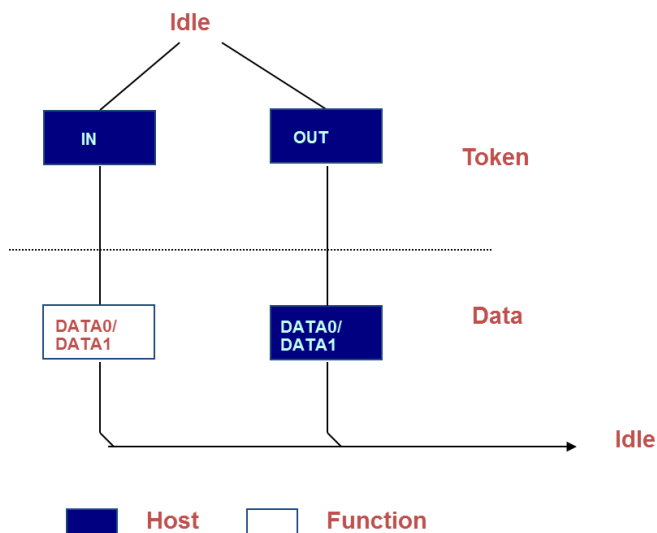 Idle
IN
OUT
Token
DATA0/
DATA1
DATA0/
DATA1
Data
Idle
Host
Function